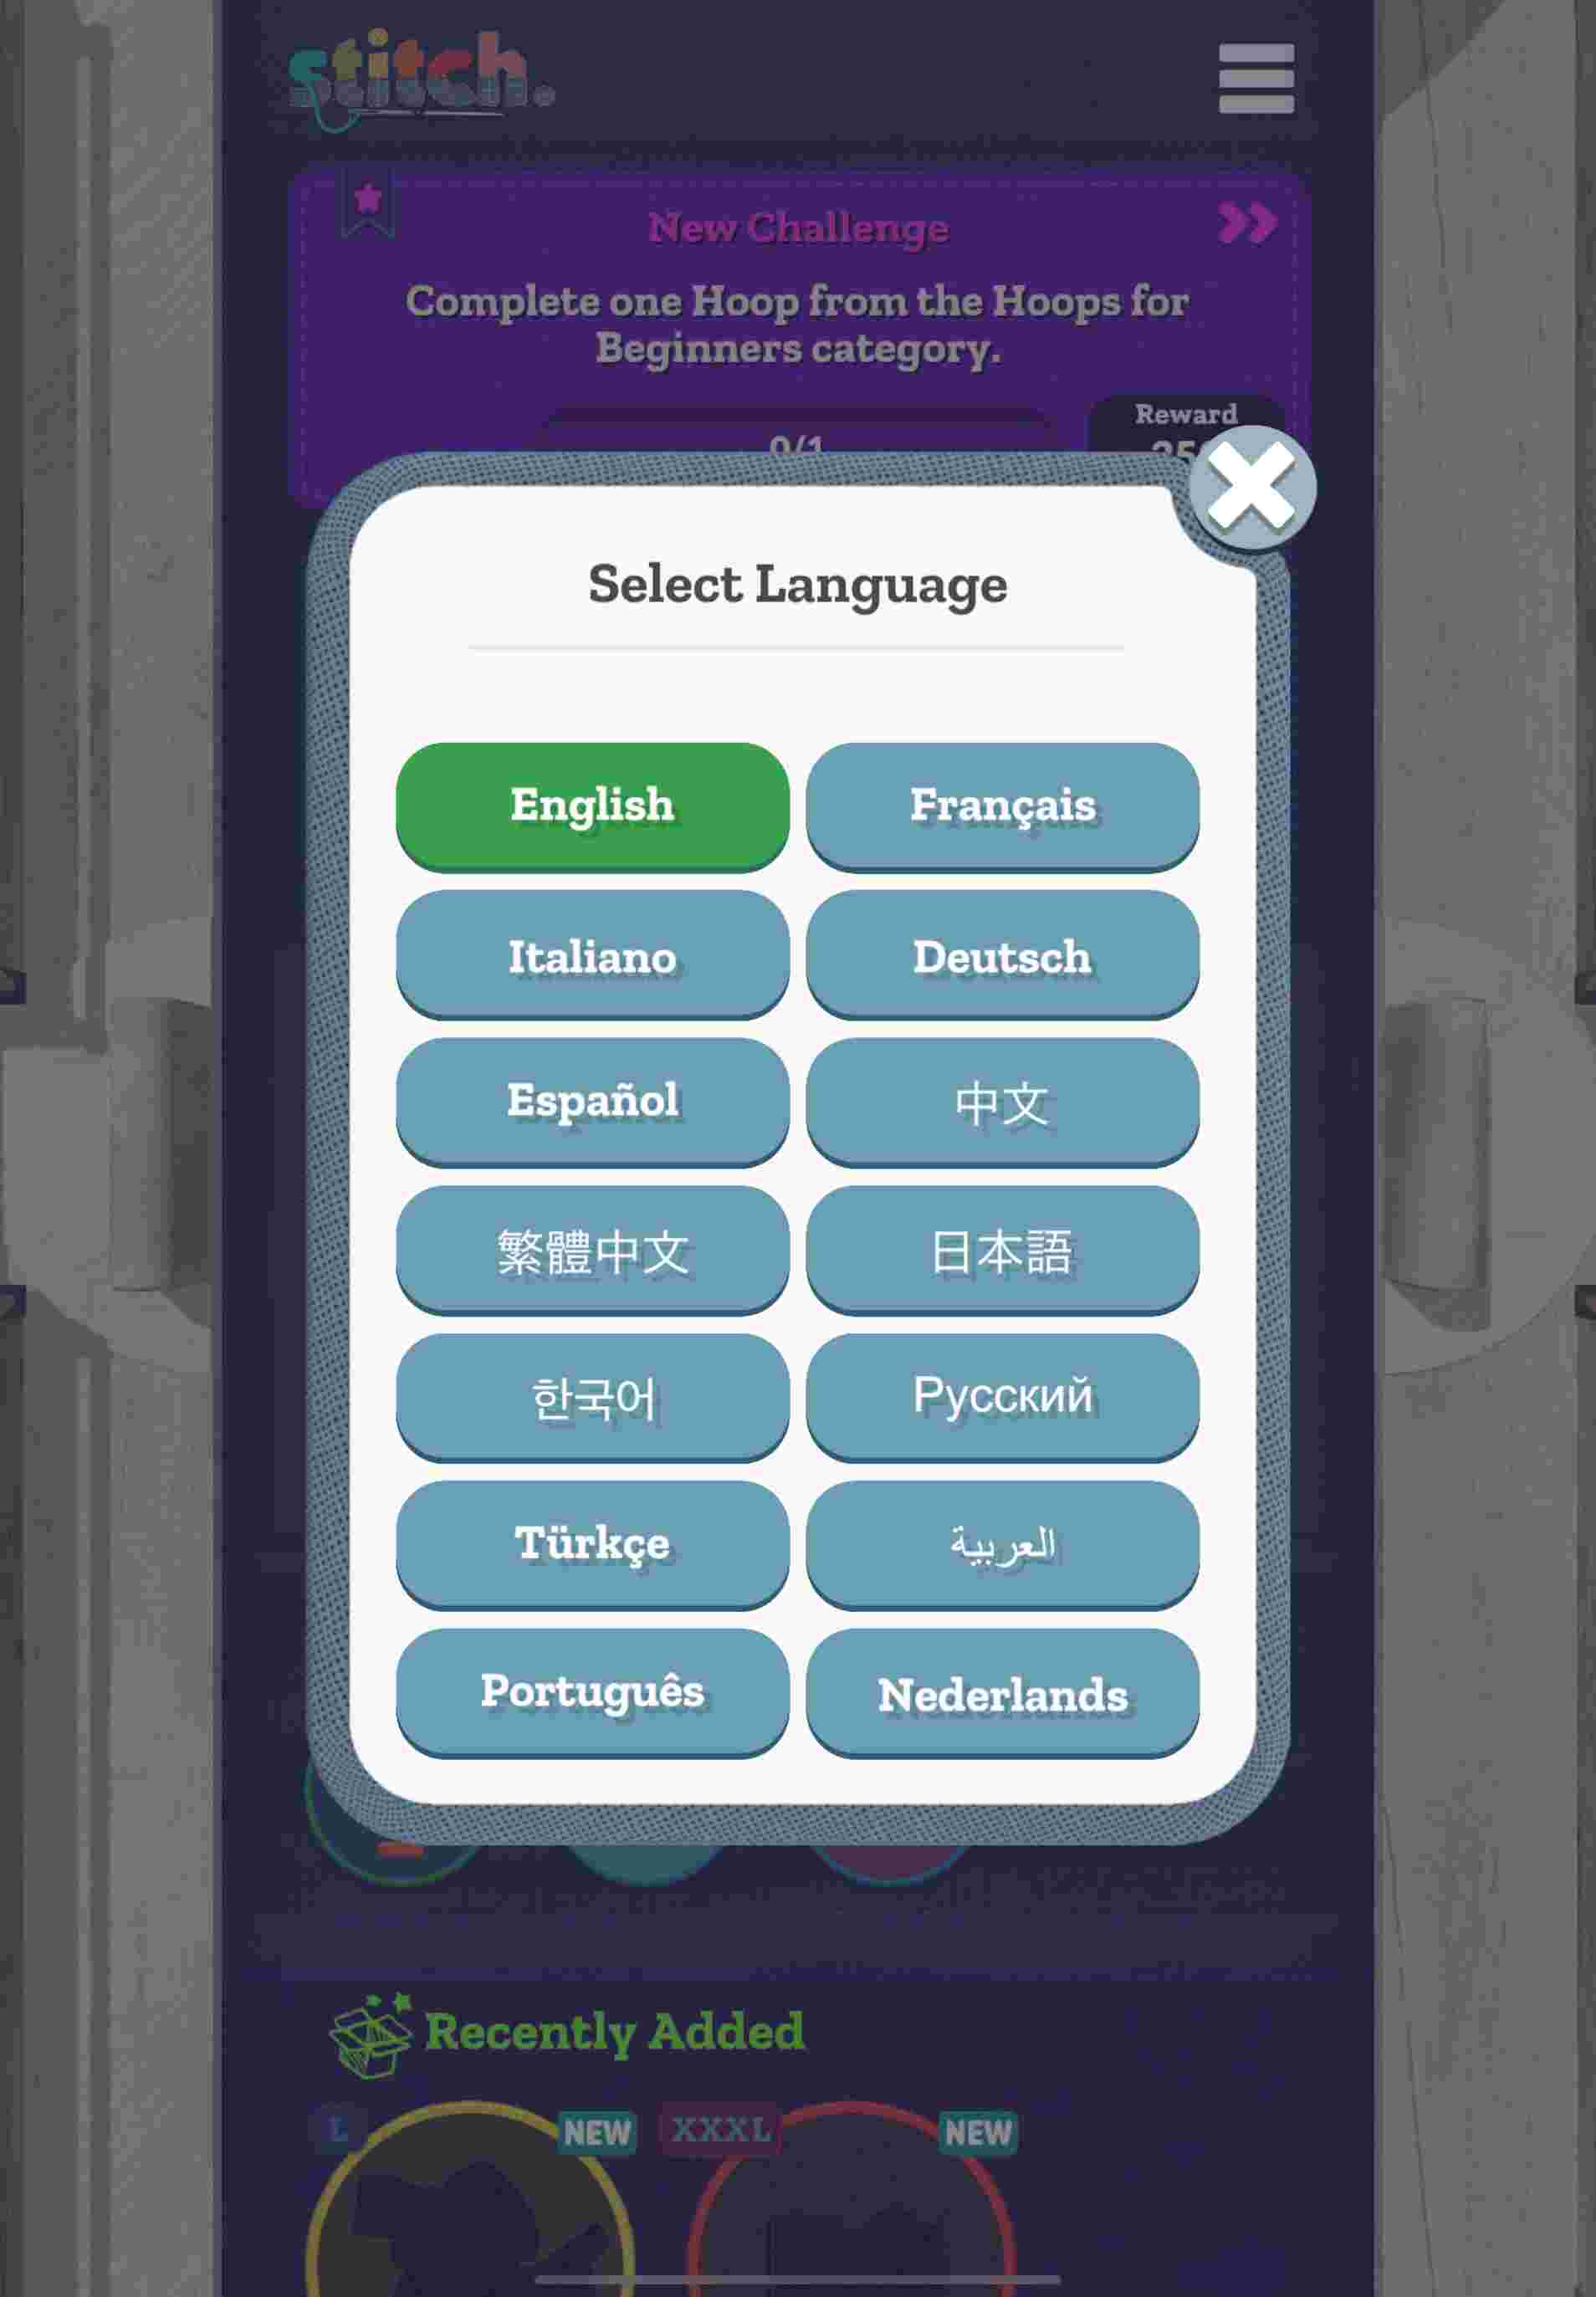 stitch.
New Challenge
Complete one Hoop from the Hoops for
Beginners category.
0/1
Reward
Select Language
English
Français
Italiano
Deutsch
Español
中文
繁體中文
日本語
한국어
Русский
Türkçe
العربية
Português
Nederlands
Recently Added
L
NEW
XXXL
NEW